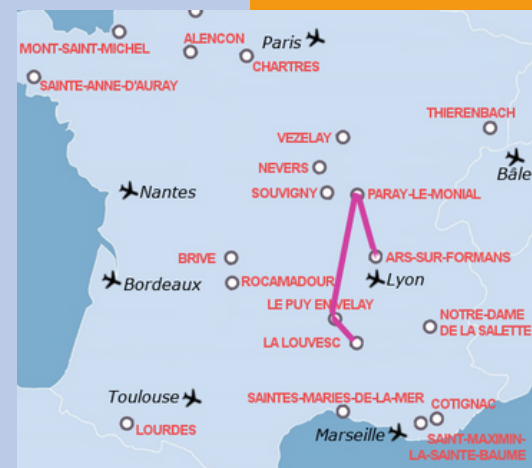 Paris
MONT-SAINT-MICHEL
ALENCON
CHARTRES
SAINTE-ANNE-D'AURAY
THIERENBACH
VEZELAY
Bâle
NEVERS
Nantes
SOUVIGNY
PARAY-LE-MONIAL
BRIVE
ARS-SUR-FORMANS
Bordeaux
ROCAMADOUR
Lyon
LE PUY EN VELAY
NOTRE-DAME
DE LA SALETTE
LA LOUVESC
Toulouse
SAINTES-MARIES-DE-LA-MER
COTIGNAC
LOURDES
Marseille
SAINT-MAXIMIN-
LA-SAINTE-BAUME